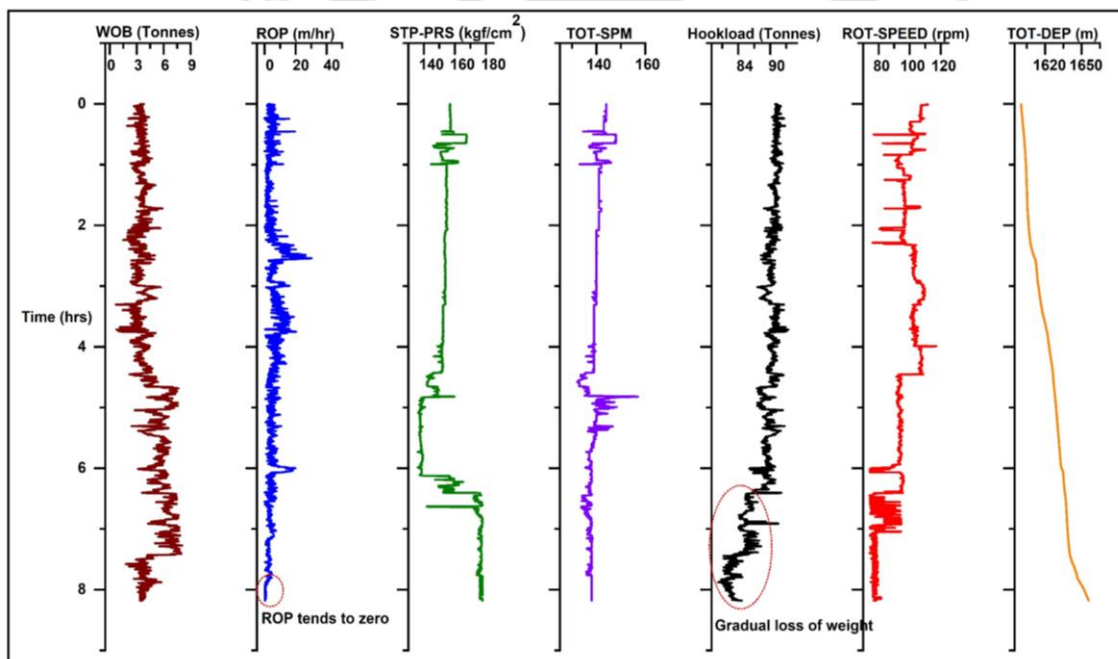 WOB (Tonnes) ROP (m/hr) STP-PRS (kgf/cm2) TOT-SPM Hookload (Tonnes) ROT-SPEED (rpm) TOT-DEP (m)
0 3 6 9 0 20 40 140 160 180 140 160 84 90 80 100 120 1620 1650
0
2
Time (hrs)
4
6
8
ROP tends to zero
Gradual loss of weight